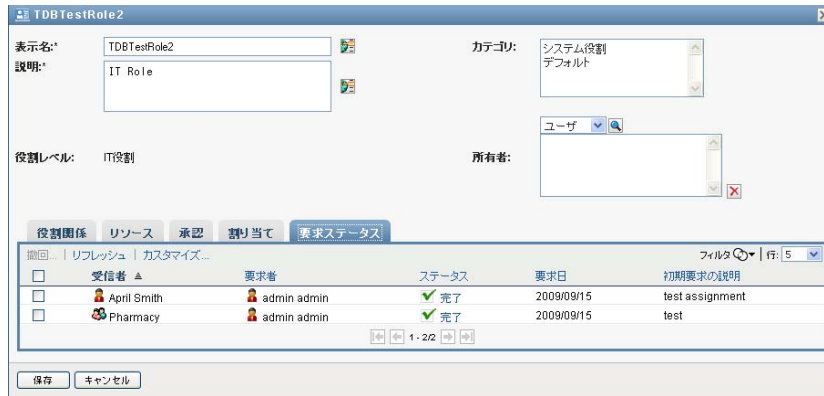 TDBTestRole2
表示名:*
TDBTestRole2
カテゴリ:
システム役割
デフォルト
説明:*
IT Role
ユーザ
役割レベル:
IT役割
所有者:
役割関係 リソース 承認 割り当て 要求ステータス
撤回... | リフレッシュ | カスタマイズ...
フィルタ 行: 5
受信者 要求者 ステータス 要求日 初期要求の説明
April Smith admin admin 完了 2009/09/15 test assignment
Pharmacy admin admin 完了 2009/09/15 test
1 - 2/2
保存 キャンセル